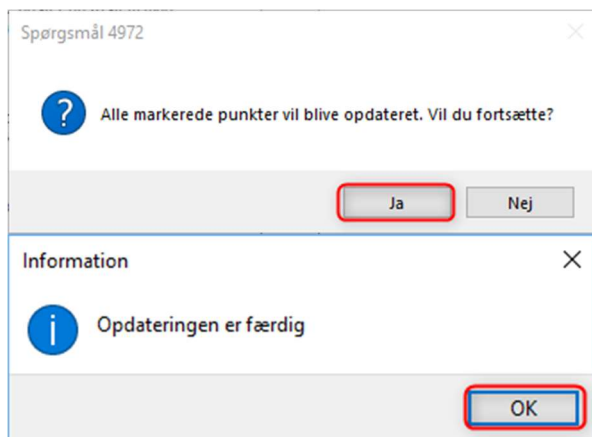 Spørgsmål 4972
Alle markerede punkter vil blive opdateret. Vil du fortsætte?
Ja
Nej
Information
Opdateringen er færdig
OK